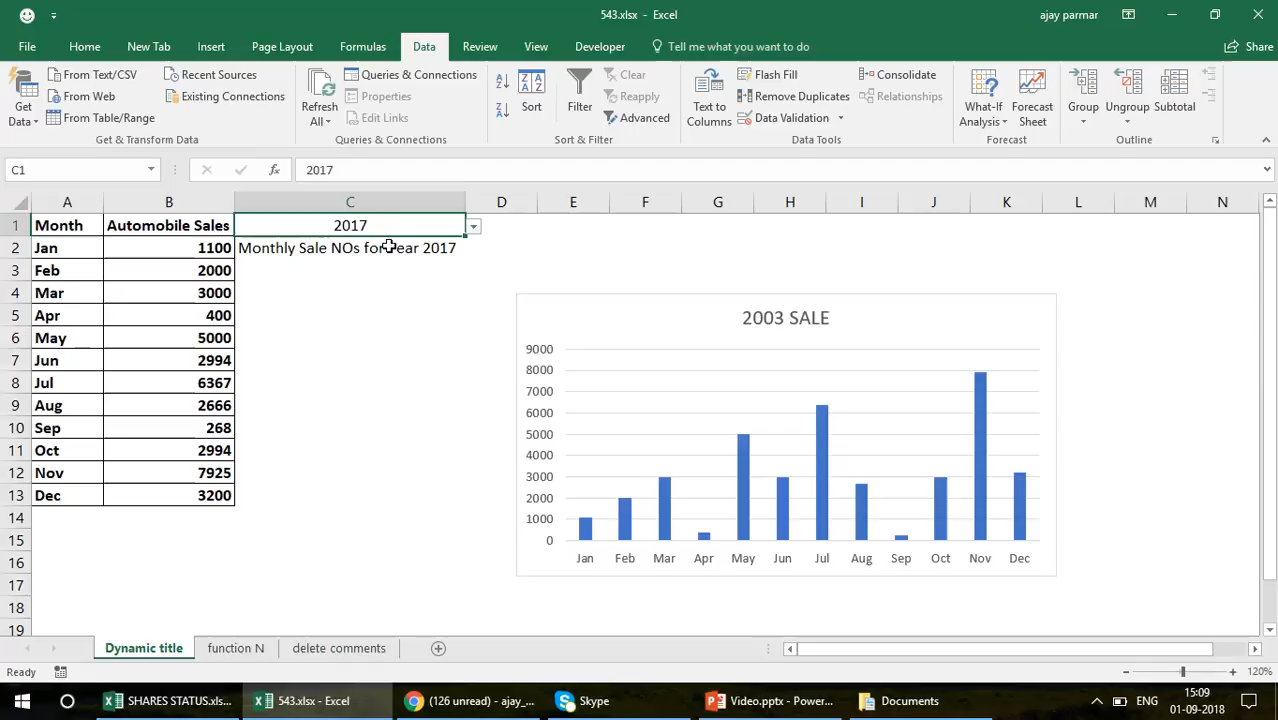 543.xlsx - Excel
ajay parmar
File Home New Tab Insert Page Layout Formulas Data Review View Developer Tell me what you want to do Share
Get Data
From Text/CSV
From Web
From Table/Range
Recent Sources
Existing Connections
Get & Transform Data
Refresh All
Queries & Connections
Properties
Edit Links
Queries & Connections
Sort
Filter
Clear
Reapply
Advanced
Sort & Filter
Text to Columns
Flash Fill
Remove Duplicates
Data Validation
Consolidate
Relationships
Data Tools
What-If Analysis
Forecast Sheet
Forecast
Group
Ungroup
Subtotal
Outline
C1 fx 2017
A B C D E F G H I J K L M N
1 Month Automobile Sales 2017
2 Jan 1100 Monthly Sale NOs for Year 2017
3 Feb 2000
4 Mar 3000
5 Apr 400
6 May 5000
7 Jun 2994
8 Jul 6367
9 Aug 2666
10 Sep 268
11 Oct 2994
12 Nov 7925
13 Dec 3200
14
15
16
17
18
19
2003 SALE
9000
8000
7000
6000
5000
4000
3000
2000
1000
0
Jan Feb Mar Apr May Jun Jul Aug Sep Oct Nov Dec
Dynamic title function N delete comments
Ready 120%
SHARES STATUS.xls... 543.xlsx - Excel (126 unread) - ajay_... Skype Video.pptx - Power... Documents ENG 15:09
01-09-2018